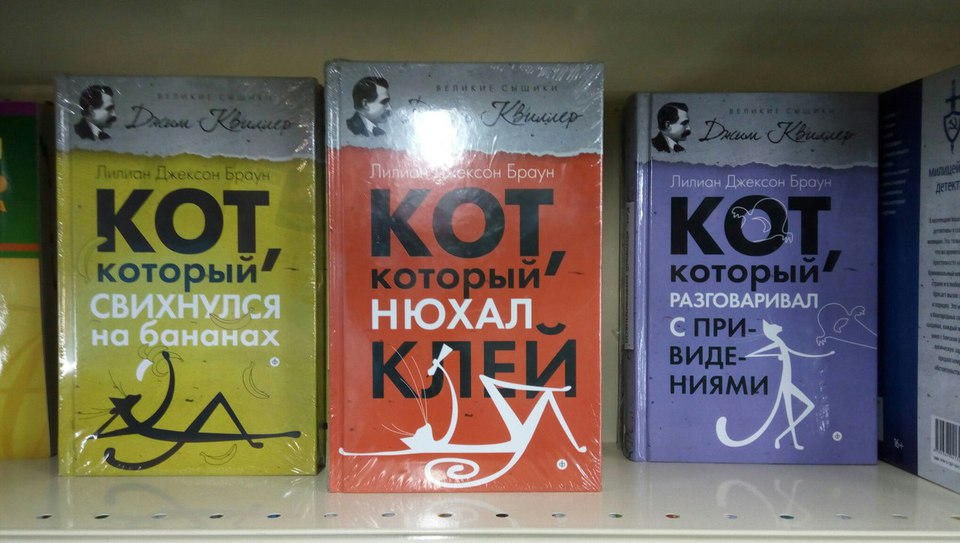 ВЕЛИКИЕ СЫЩИКИ
Джим Квиллер
Лилиан Джексон Браун
КОТ,
который
СВИХНУЛСЯ
на бананах
ВЕЛИКИЕ СЫЩИКИ
Квиллер
Лилиан Джексон Браун
КОТ,
который
НЮХАЛ
КЛЕЙ
ВЕЛИКИЕ СЫЩИКИ
Джим Квиллер
Лилиан Джексон Браун
КОТ,
который
РАЗГОВАРИВАЛ
С ПРИ-
ВИДЕ-
НИЯМИ
16+